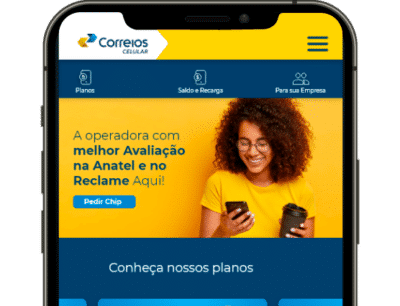 Correios
CELULAR
Planos
Saldo e Recarga
Para sua Empresa
A operadora com
melhor Avaliação
na Anatel e no
Reclame Aqui!
Pedir Chip
Conheça nossos planos